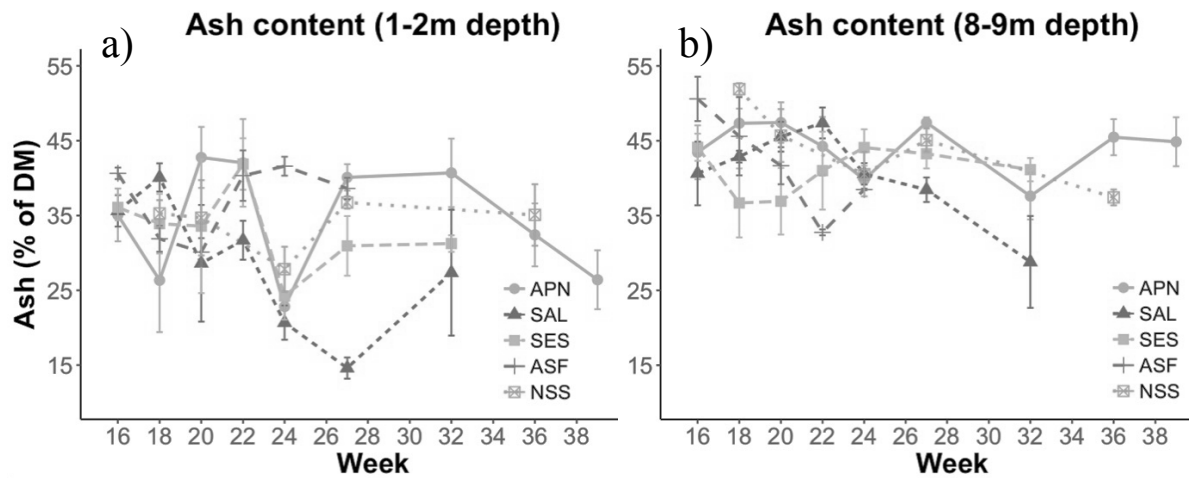 a)
Ash content (1-2m depth)
Ash (% of DM)
55
45
35
25
15
APN
SAL
SES
ASF
NSS
16 18 20 22 24 26 28 30 32 34 36 38
Week
b)
Ash content (8-9m depth)
55
45
35
25
15
APN
SAL
SES
ASF
NSS
16 18 20 22 24 26 28 30 32 34 36 38
Week